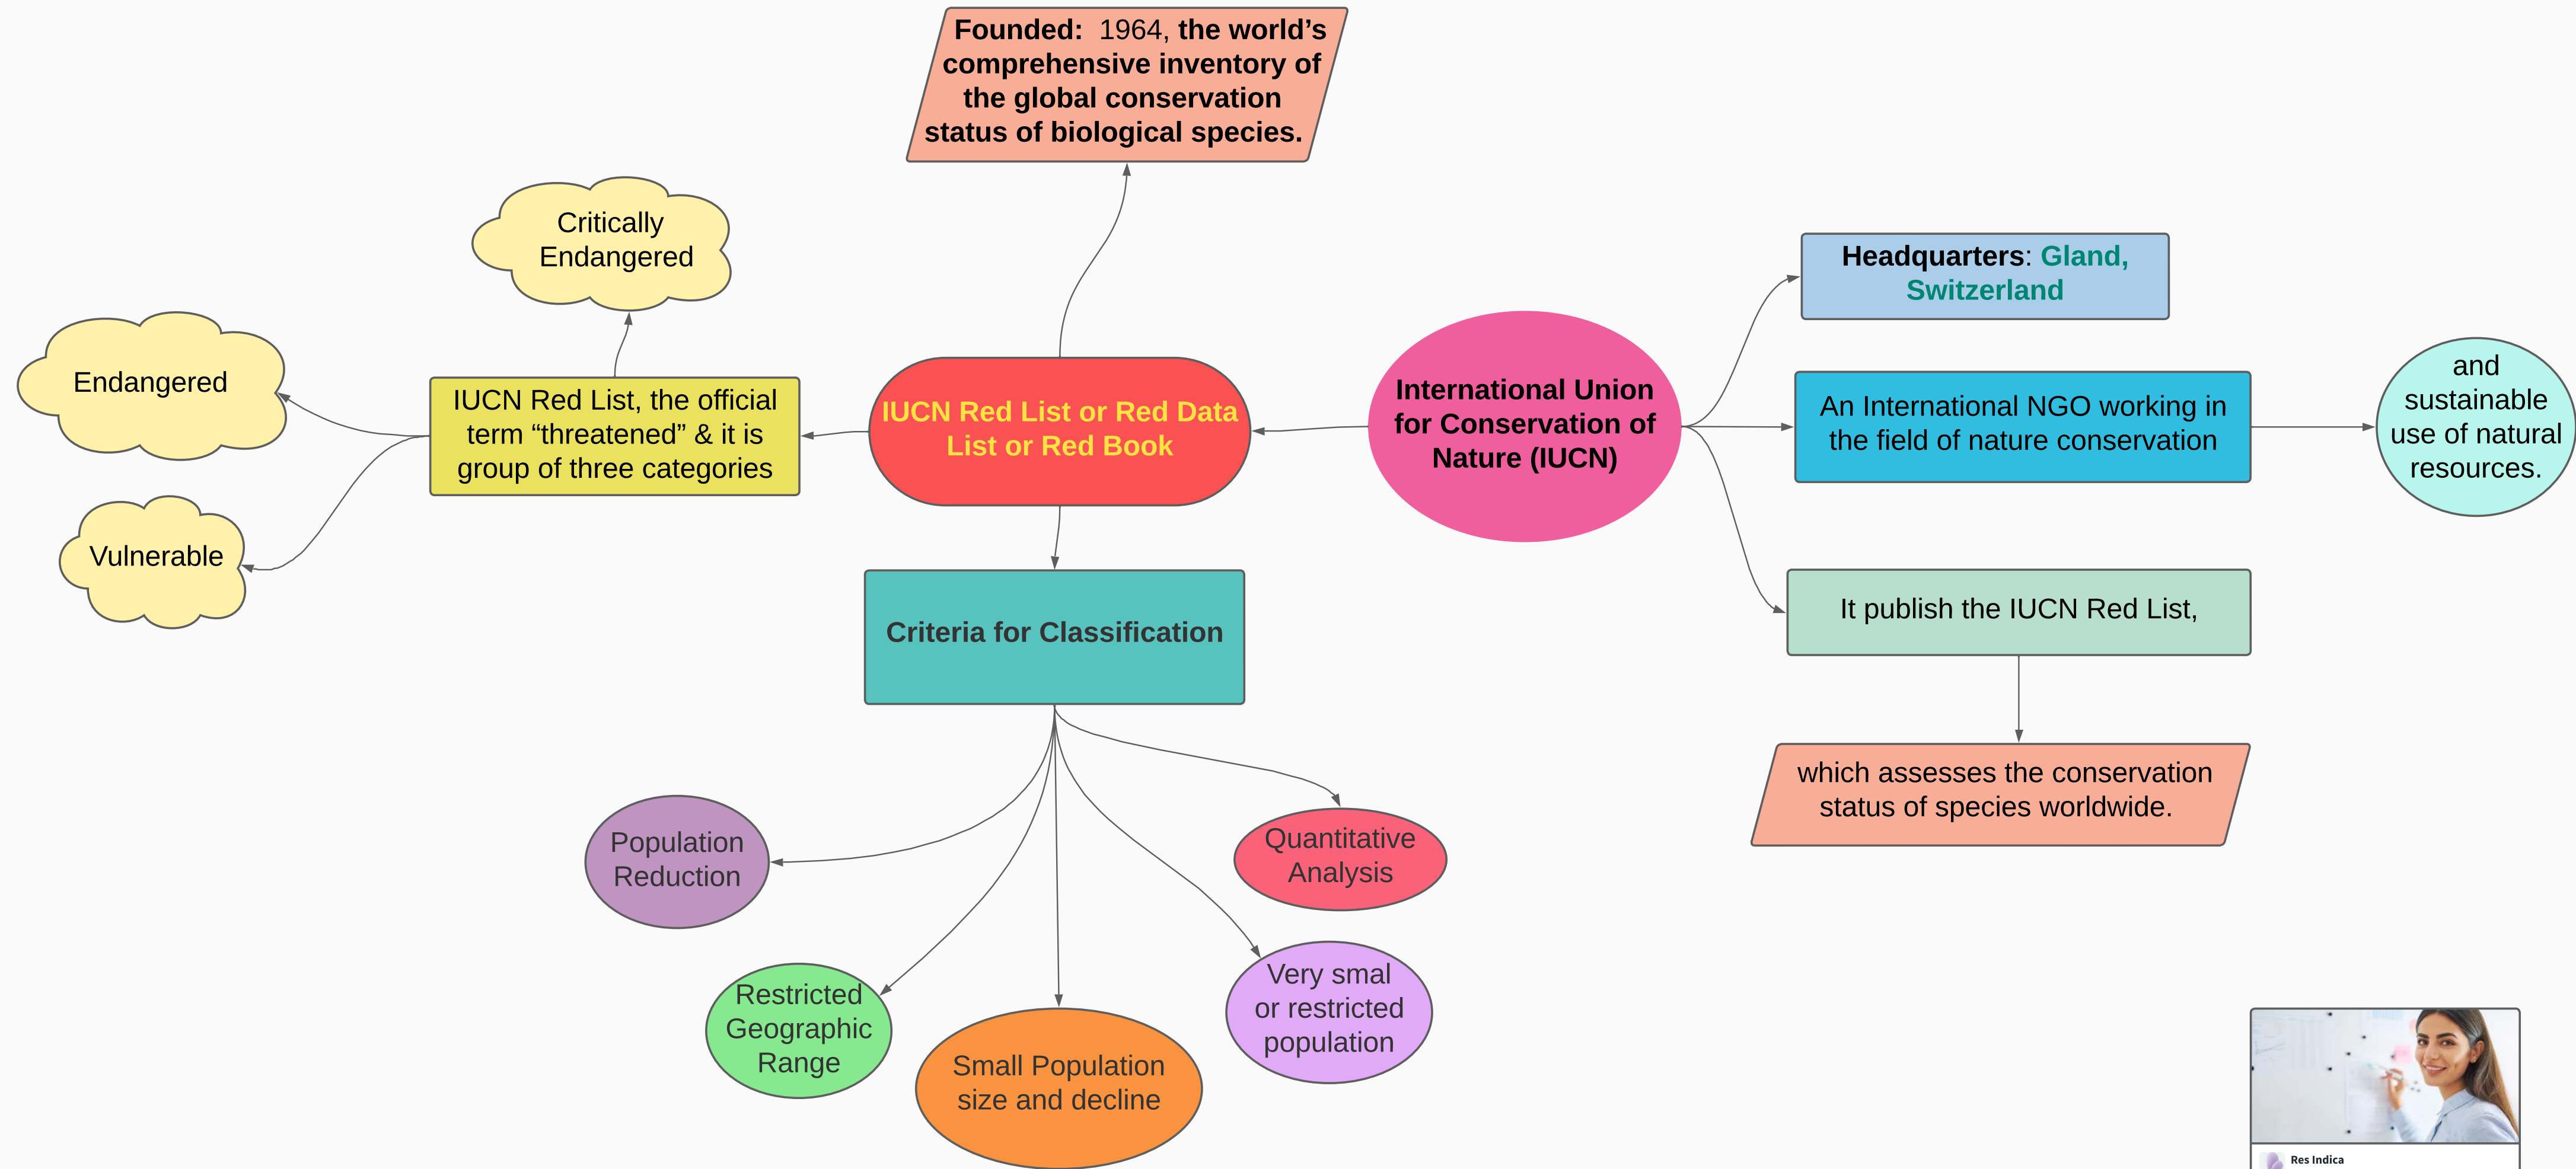 Founded:  1964, the world’s
comprehensive inventory of
the global conservation
status of biological species.
Critically
Endangered
Endangered
Vulnerable
IUCN Red List, the official
term “threatened” & it is
group of three categories
IUCN Red List or Red Data
List or Red Book
International Union
for Conservation of
Nature (IUCN)
Headquarters: Gland,
Switzerland
An International NGO working in
the field of nature conservation
and
sustainable
use of natural
resources.
It publish the IUCN Red List,
which assesses the conservation
status of species worldwide.
Criteria for Classification
Population
Reduction
Restricted
Geographic
Range
Small Population
size and decline
Very smal
or restricted
population
Quantitative
Analysis
Res Indica